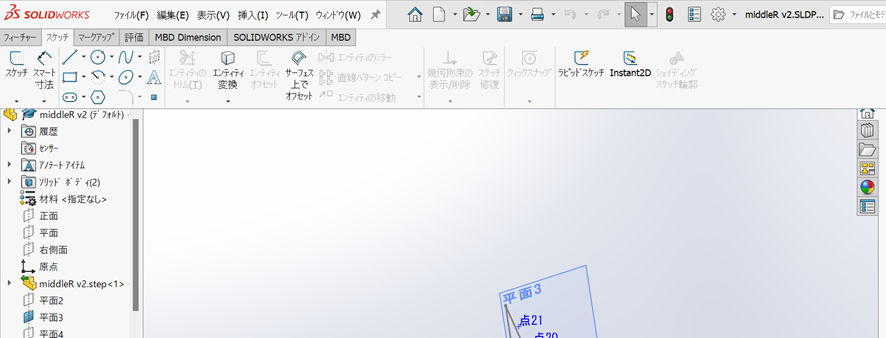 SOLIDWORKS ファイル(F) 編集(E) 表示(V) 挿入(I) ツール(T) ウィンドウ(W) middleR v2.SLDP... ファイルとモデ
フィーチャー スケッチ マークアップ 評価 MBD Dimension SOLIDWORKS アドイン MBD
スケッチ スマート寸法 エンティティのトリム(I) エンティティ変換 エンティティオフセット サーフェス上でオフセット エンティティのミラー 直線パターン コピー エンティティの移動 幾何拘束の表示/削除 スケッチ修復 クィックスナップ ラピッドスケッチ Instant2D シェイディング スケッチ輪郭
middleR v2 (デフォルト)
履歴
センサー
アノテート アイテム
ソリッド ボディ(2)
材料 <指定なし>
正面
平面
右側面
原点
middleR v2.step<1>
平面2
平面3
平面4
平面3
点21
点20